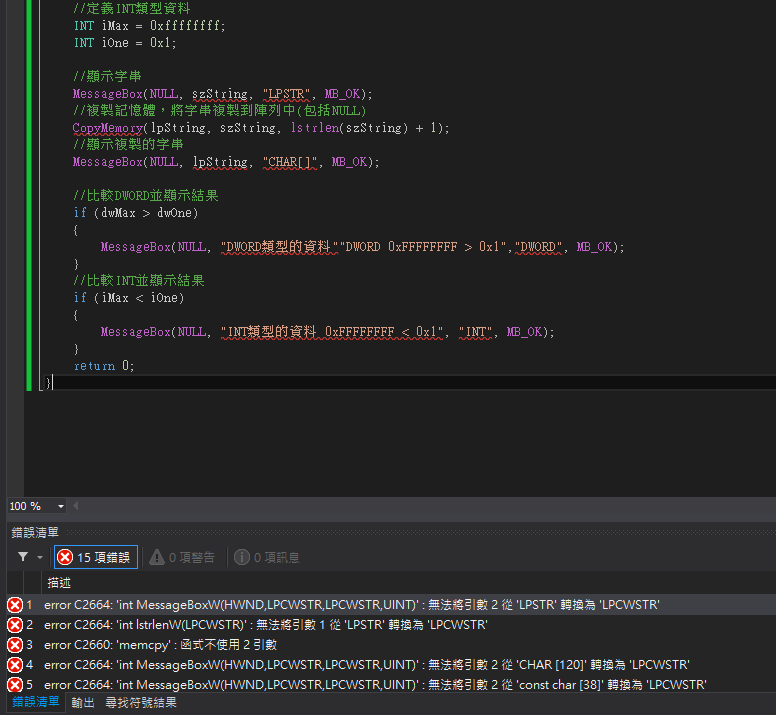 //定義INT類型資料
INT iMax = 0xffffffff;
INT iOne = 0x1;
//顯示字串
MessageBox(NULL, szString, "LPSTR", MB_OK);
//複製記憶體，將字串複製到陣列中(包括NULL)
CopyMemory(lpString, szString, lstrlen(szString) + 1);
//顯示複製的字串
MessageBox(NULL, lpString, "CHAR[]", MB_OK);
//比較DWORD並顯示結果
if (dwMax > dwOne)
{
MessageBox(NULL, "DWORD類型的資料""DWORD 0xFFFFFFFF > 0x1","DWORD", MB_OK);
}
//比較INT並顯示結果
if (iMax < iOne)
{
MessageBox(NULL, "INT類型的資料 0xFFFFFFFF < 0x1", "INT", MB_OK);
}
return 0;
}
100 %
錯誤清單
15 項錯誤 0 項警告 0 項訊息
描述
1 error C2664: 'int MessageBoxW(HWND,LPCWSTR,LPCWSTR,UINT)' : 無法將引數 2 從 'LPSTR' 轉換為 'LPCWSTR'
2 error C2664: 'int lstrlenW(LPCWSTR)' : 無法將引數 1 從 'LPSTR' 轉換為 'LPCWSTR'
3 error C2660: 'memcpy' : 函式不使用 2 引數
4 error C2664: 'int MessageBoxW(HWND,LPCWSTR,LPCWSTR,UINT)' : 無法將引數 2 從 'CHAR [120]' 轉換為 'LPCWSTR'
5 error C2664: 'int MessageBoxW(HWND,LPCWSTR,LPCWSTR,UINT)' : 無法將引數 2 從 'const char [38]' 轉換為 'LPCWSTR'
錯誤清單 輸出 尋找符號結果